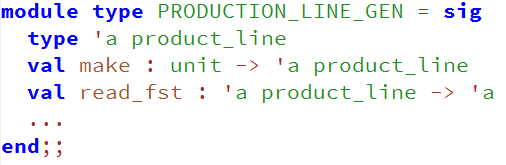 module type PRODUCTION_LINE_GEN = sig
  type 'a product_line
  val make : unit -> 'a product_line
  val read_fst : 'a product_line -> 'a
  ...
end;;